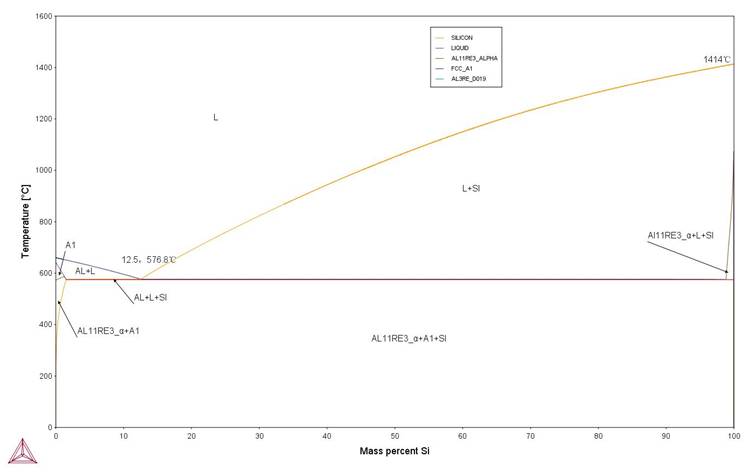 1600
1400
1200
1000
800
600
400
200
0
Temperature [°C]
SILICON
LIQUID
AL11RE3_ALPHA
FCC_A1
AL3RE_D019
1414℃
L
L+SI
Al11RE3_α+L+SI
A1
12.5，576.8℃
AL+L
AL+L+SI
AL11RE3_α+A1
AL11RE3_α+A1+SI
0 10 20 30 40 50 60 70 80 90 100
Mass percent Si